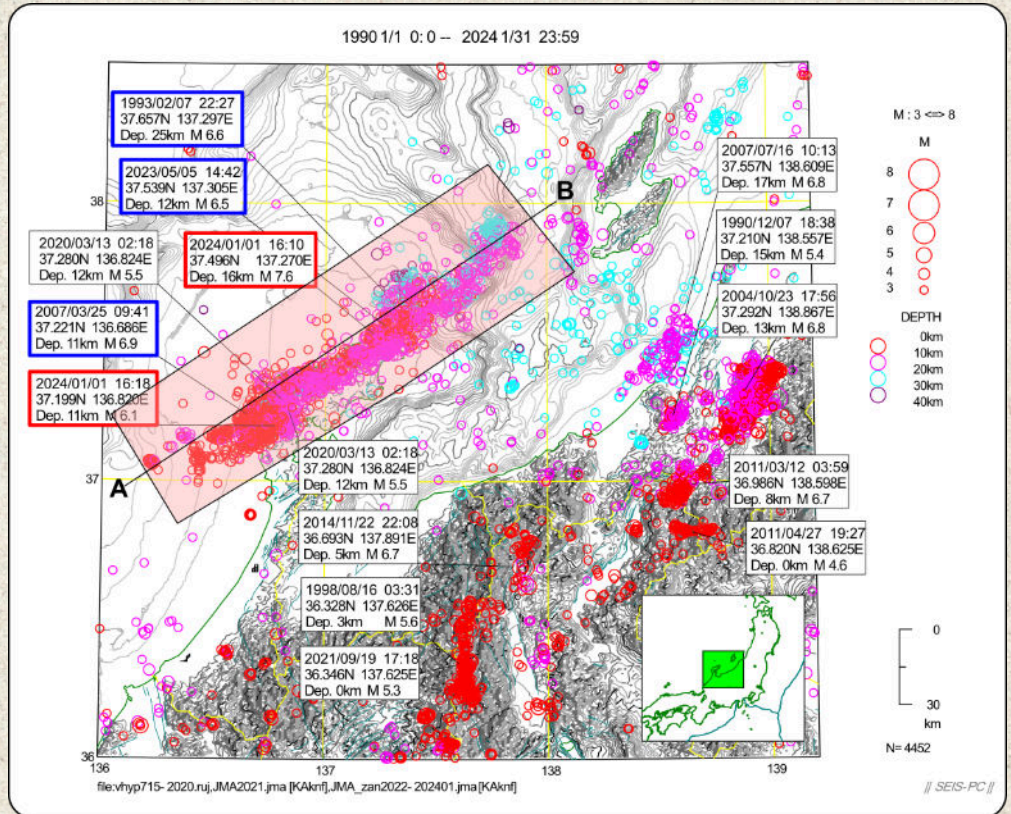 1990 1/1 0: 0 -- 2024 1/31 23:59
1993/02/07 22:27
37.657N 137.297E
Dep. 25km M 6.6
2023/05/05 14:42
37.539N 137.305E
Dep. 12km M 6.5
2020/03/13 02:18
37.280N 136.824E
Dep. 12km M 5.5
2024/01/01 16:10
37.496N 137.270E
Dep. 16km M 7.6
2007/03/25 09:41
37.221N 136.686E
Dep. 11km M 6.9
2024/01/01 16:18
37.199N 136.820E
Dep. 11km M 6.1
A
B
2007/07/16 10:13
37.557N 138.609E
Dep. 17km M 6.8
1990/12/07 18:38
37.210N 138.557E
Dep. 15km M 5.4
2004/10/23 17:56
37.292N 138.867E
Dep. 13km M 6.8
2020/03/13 02:18
37.280N 136.824E
Dep. 12km M 5.5
2014/11/22 22:08
36.693N 137.891E
Dep. 5km M 6.7
1998/08/16 03:31
36.328N 137.626E
Dep. 3km M 5.6
2021/09/19 17:18
36.346N 137.625E
Dep. 0km M 5.3
2011/03/12 03:59
36.986N 138.598E
Dep. 8km M 6.7
2011/04/27 19:27
36.820N 138.625E
Dep. 0km M 4.6
38
37
36
136
137
138
139
M : 3 <=> 8
M
8
7
6
5
4
3
DEPTH
0km
10km
20km
30km
40km
0
30
km
N= 4452
file:vhyp715- 2020.ruj,JMA2021.jma [KAknf],JMA_zan2022- 202401.jma [KAknf]
// SEIS-PC //